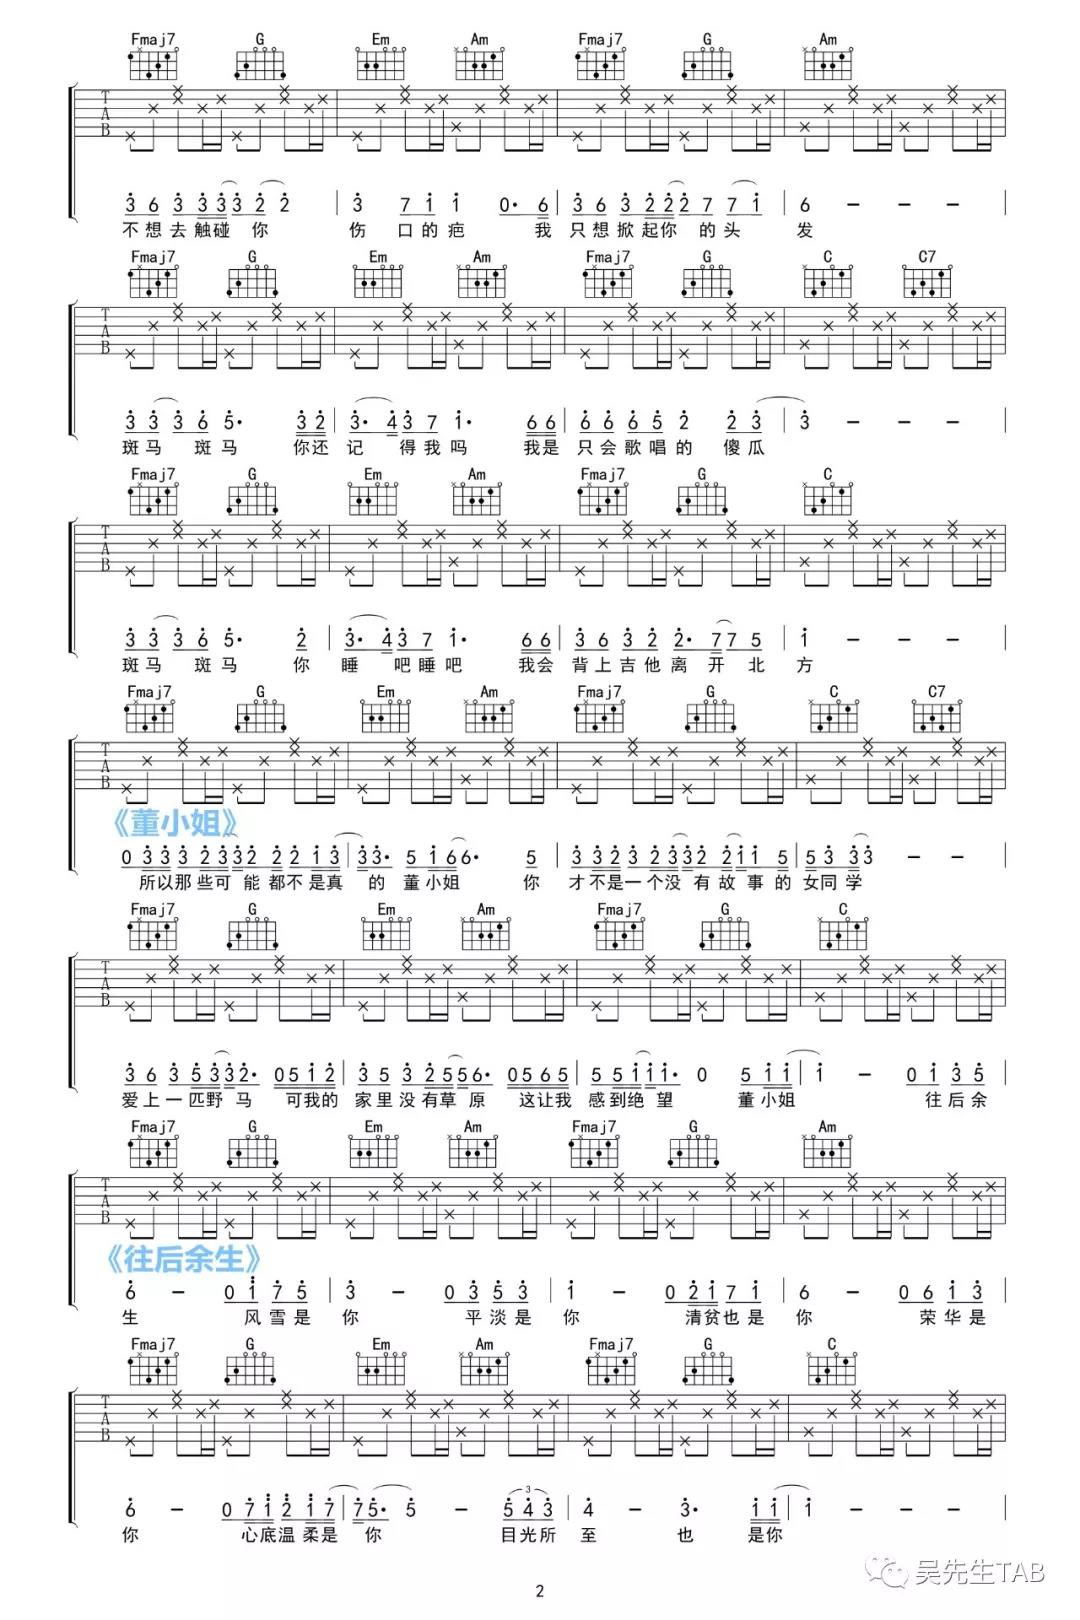 Fmaj7 G Em Am Fmaj7 G Am
T A B
3 6 3 3 3 3 2 2 | 3 7 1 1 0· 6 | 3 6 3 2 2 2 7 7 1 | 6 - - - |
不想去触碰你 伤口的疤 我只想掀起你的头发
Fmaj7 G Em Am Fmaj7 G C C7
T A B
3 3 3 6 5· 3 2 | 3· 4 3 7 1· 6 6 | 6 6 6 5 2 2 3 | 3 - - - |
斑马 斑马 你还记得我吗 我是只会歌唱的傻瓜
Fmaj7 G Em Am Fmaj7 G C
T A B
3 3 3 6 5· 2 | 3· 4 3 7 1· 6 6 | 3 6 3 2 2· 7 7 5 | 1 - - - |
斑马 斑马 你睡吧睡吧 我会背上吉他离开北方
Fmaj7 G Em Am Fmaj7 G C C7
T A B
《董小姐》
0 3 3 3 2 3 3 2 2 2 1 3 | 3 3· 5 1 6 6· 5 | 3 3 2 3 2 3 3 2 2 1 1 5 | 5 3 3 3 - - |
所以那些可能都不是真的 董小姐 你才不是一个没有故事的女同学
Fmaj7 G Em Am Fmaj7 G C
T A B
3 6 3 5 3 3 2· 0 5 1 2 | 3 5 3 2 5 5 6· 0 5 6 5 | 5 5 1 1 1· 0 5 1 1 | 1 - 0 1 3 5 |
爱上一匹野马 可我的家里没有草原 这让我感到绝望 董小姐 往后余
Fmaj7 G Em Am Fmaj7 G Am
T A B
《往后余生》
6 - 0 1 7 5 | 3 - 0 3 5 3 | 1 - 0 2 1 7 1 | 6 - 0 6 1 3 |
生 风雪是你 平淡是你 清贫也是你 荣华是
Fmaj7 G Em Am Fmaj7 G C
T A B
6 - 0 7 1 2 1 7 | 7 5· 5 - 5 4 3 | 4 - 3· 1 1 | 1 - - |
3
你 心底温柔是你 目光所至 也是你
吴先生TAB
2